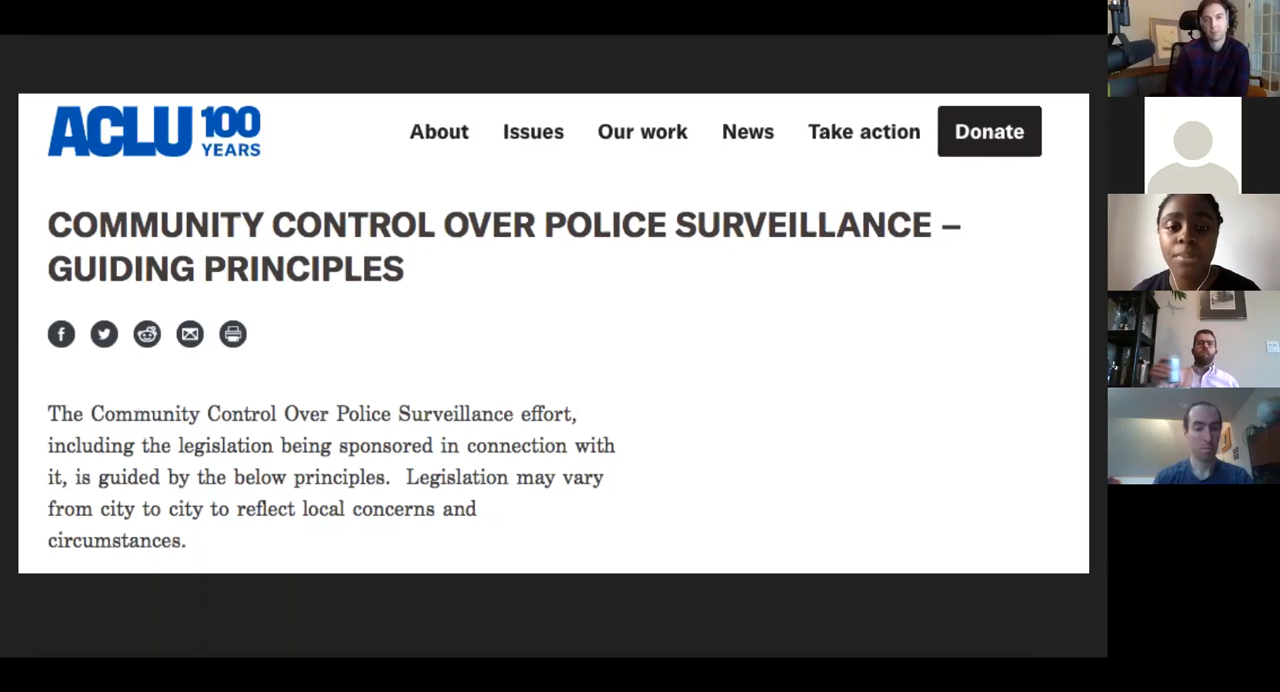 ACLU 100 YEARS
About Issues Our work News Take action Donate
COMMUNITY CONTROL OVER POLICE SURVEILLANCE –
GUIDING PRINCIPLES
The Community Control Over Police Surveillance effort,
including the legislation being sponsored in connection with
it, is guided by the below principles. Legislation may vary
from city to city to reflect local concerns and
circumstances.